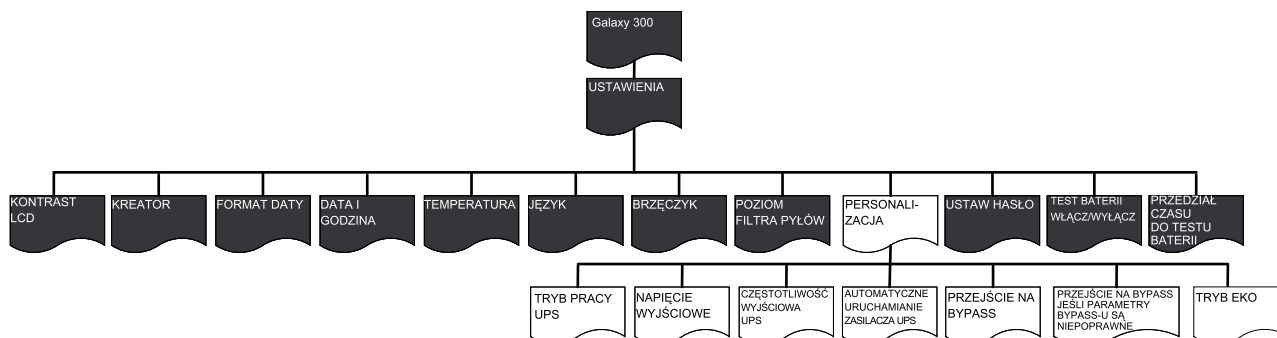 Galaxy 300
USTAWIENIA
KONTRAST
LCD
KREATOR
FORMAT DATY
DATA I
GODZINA
TEMPERATURA
JĘZYK
BRZĘCZYK
POZIOM
FILTRA PYŁÓW
PERSONALI-
ZACJA
USTAW HASŁO
TEST BATERII
WŁĄCZ/WYŁĄCZ
PRZEDZIAŁ
CZASU
DO TESTU
BATERII
TRYB PRACY
UPS
NAPIĘCIE
WYJŚCIOWE
CZĘSTOTLIWOŚĆ
WYJŚCIOWA
UPS
AUTOMATYCZNE
URUCHAMIANIE
ZASILACZA UPS
PRZEJŚCIE NA
BYPASS
PRZEJŚCIE NA BYPASS
JEŚLI PARAMETRY
BYPASS-U SĄ
NIEPOPRAWNE
TRYB EKO